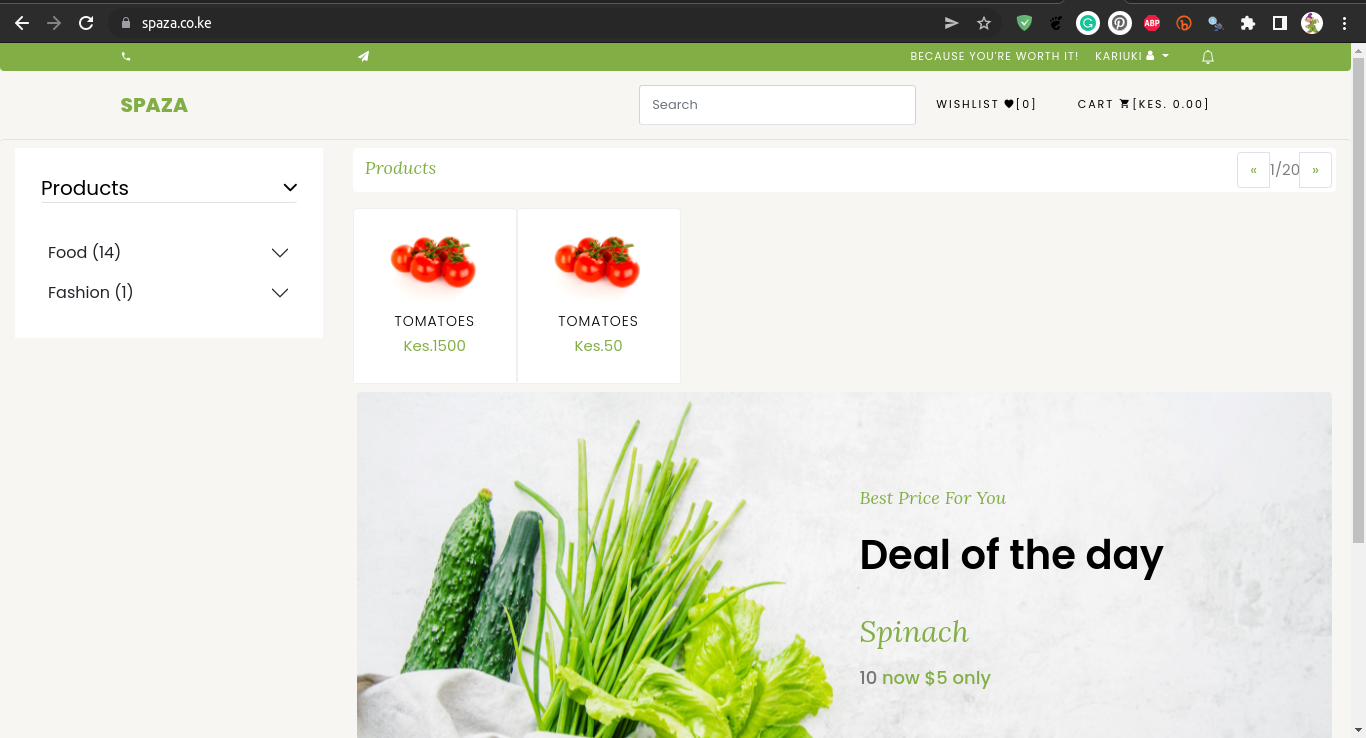 spaza.co.ke
ABP
BECAUSE YOU'RE WORTH IT! KARIUKI
SPAZA
Search
WISHLIST [0]
CART [KES. 0.00]
Products
Food (14)
Fashion (1)
Products
« 1/20 »
TOMATOES
Kes.1500
TOMATOES
Kes.50
Best Price For You
Deal of the day
Spinach
10 now $5 only